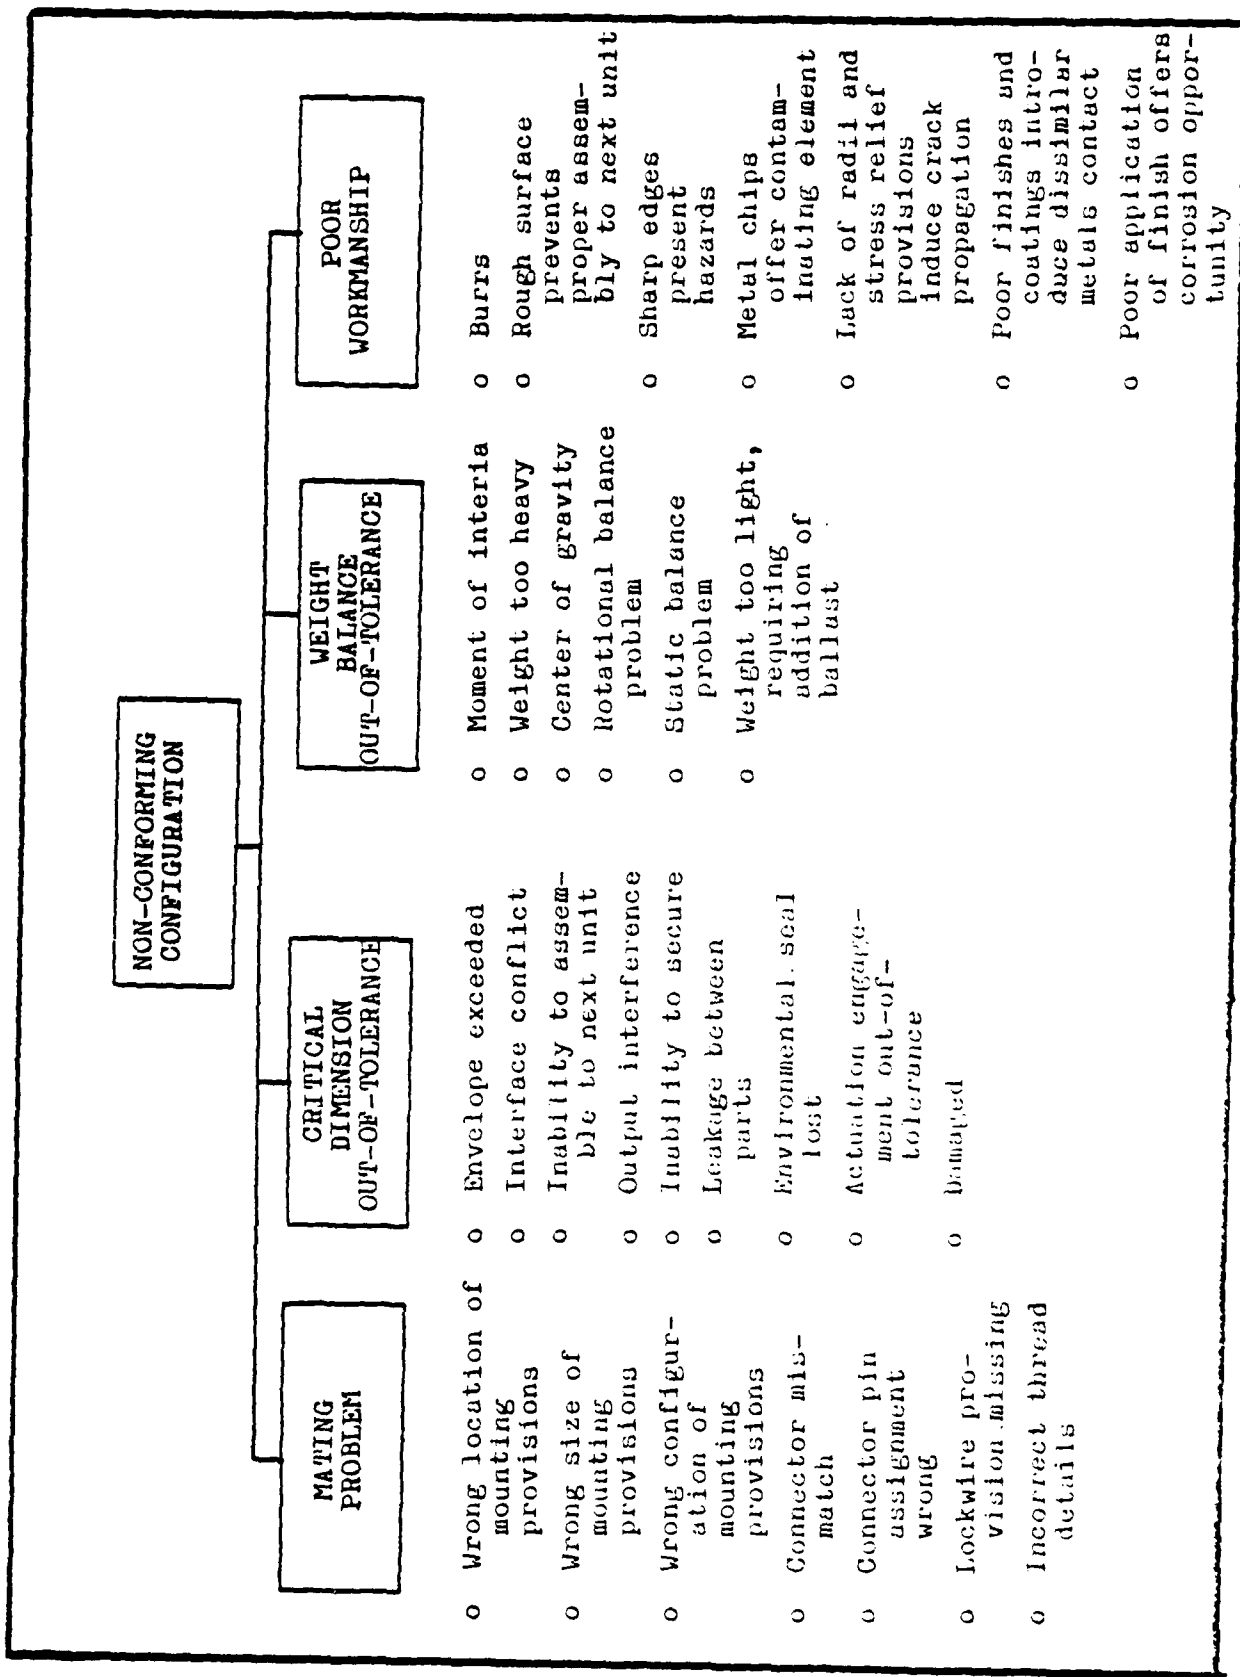 NON-CONFORMING
CONFIGURATION
MATING
PROBLEM
o Wrong location of
mounting
provisions
o Wrong size of
mounting
provisions
o Wrong configur-
ation of
mounting
provisions
o Connector mis-
match
o Connector pin
assignment
wrong
o Lockwire pro-
vision missing
o Incorrect thread
details
CRITICAL
DIMENSION
OUT-OF-TOLERANCE
o Envelope exceeded
o Interface conflict
o Inability to assem-
ble to next unit
o Output interference
o Inability to secure
o Leakage between
parts
o Environmental seal
lost
o Actuation engage-
ment out-of-
tolerance
o Damaged
WEIGHT
BALANCE
OUT-OF-TOLERANCE
o Moment of interia
o Weight too heavy
o Center of gravity
o Rotational balance
problem
o Static balance
problem
o Weight too light,
requiring
addition of
ballast
POOR
WORKMANSHIP
o Burrs
o Rough surface
prevents
proper assem-
bly to next unit
o Sharp edges
present
hazards
o Metal chips
offer contam-
inating element
o Lack of radii and
stress relief
provisions
induce crack
propagation
o Poor finishes and
coatings intro-
duce dissimilar
metals contact
o Poor application
of finish offers
corrosion oppor-
tunity